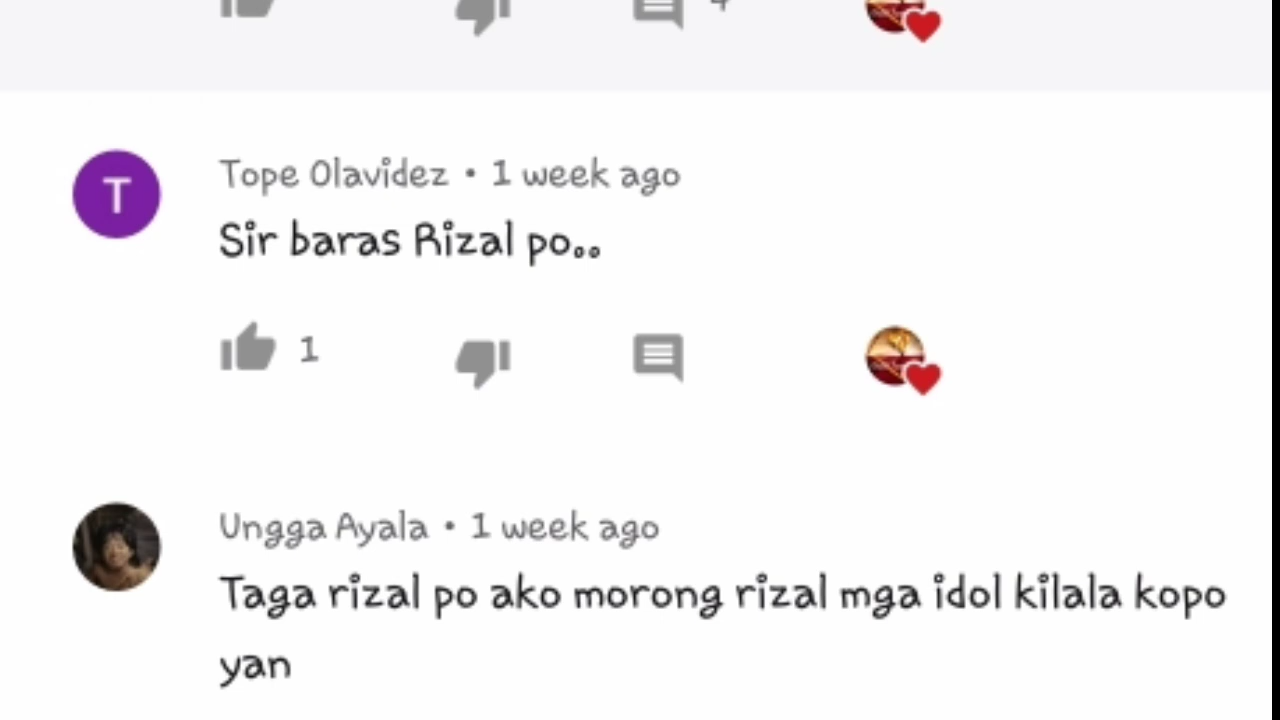 T
Tope Olavidez • 1 week ago
Sir baras Rizal po..
1
Ungga Ayala • 1 week ago
Taga rizal po ako morong rizal mga idol kilala kopo
yan